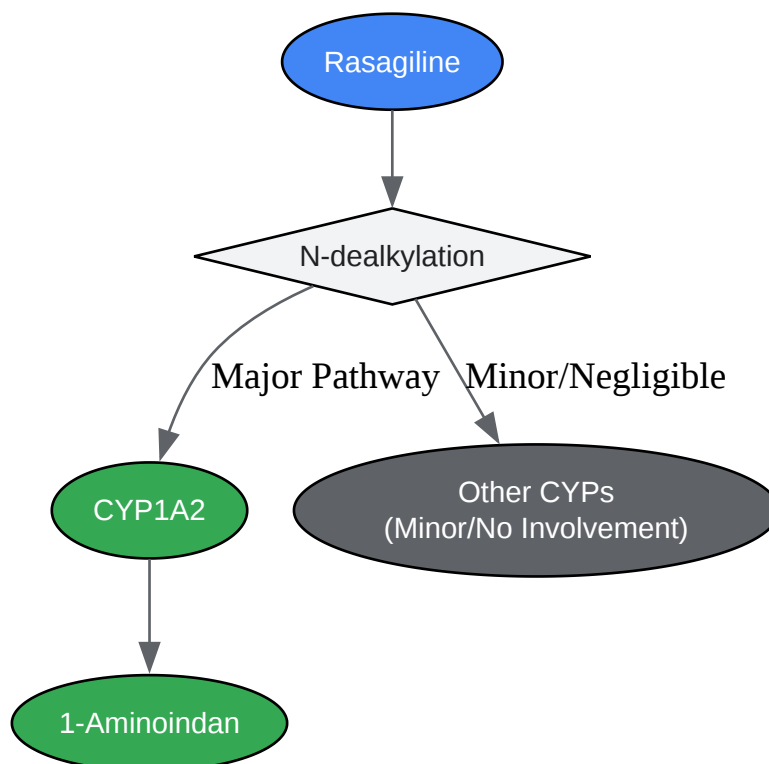 Rasagiline
N-dealkylation
Major Pathway
Minor/Negligible
CYP1A2
Other CYPs
(Minor/No Involvement)
1-Aminoindan